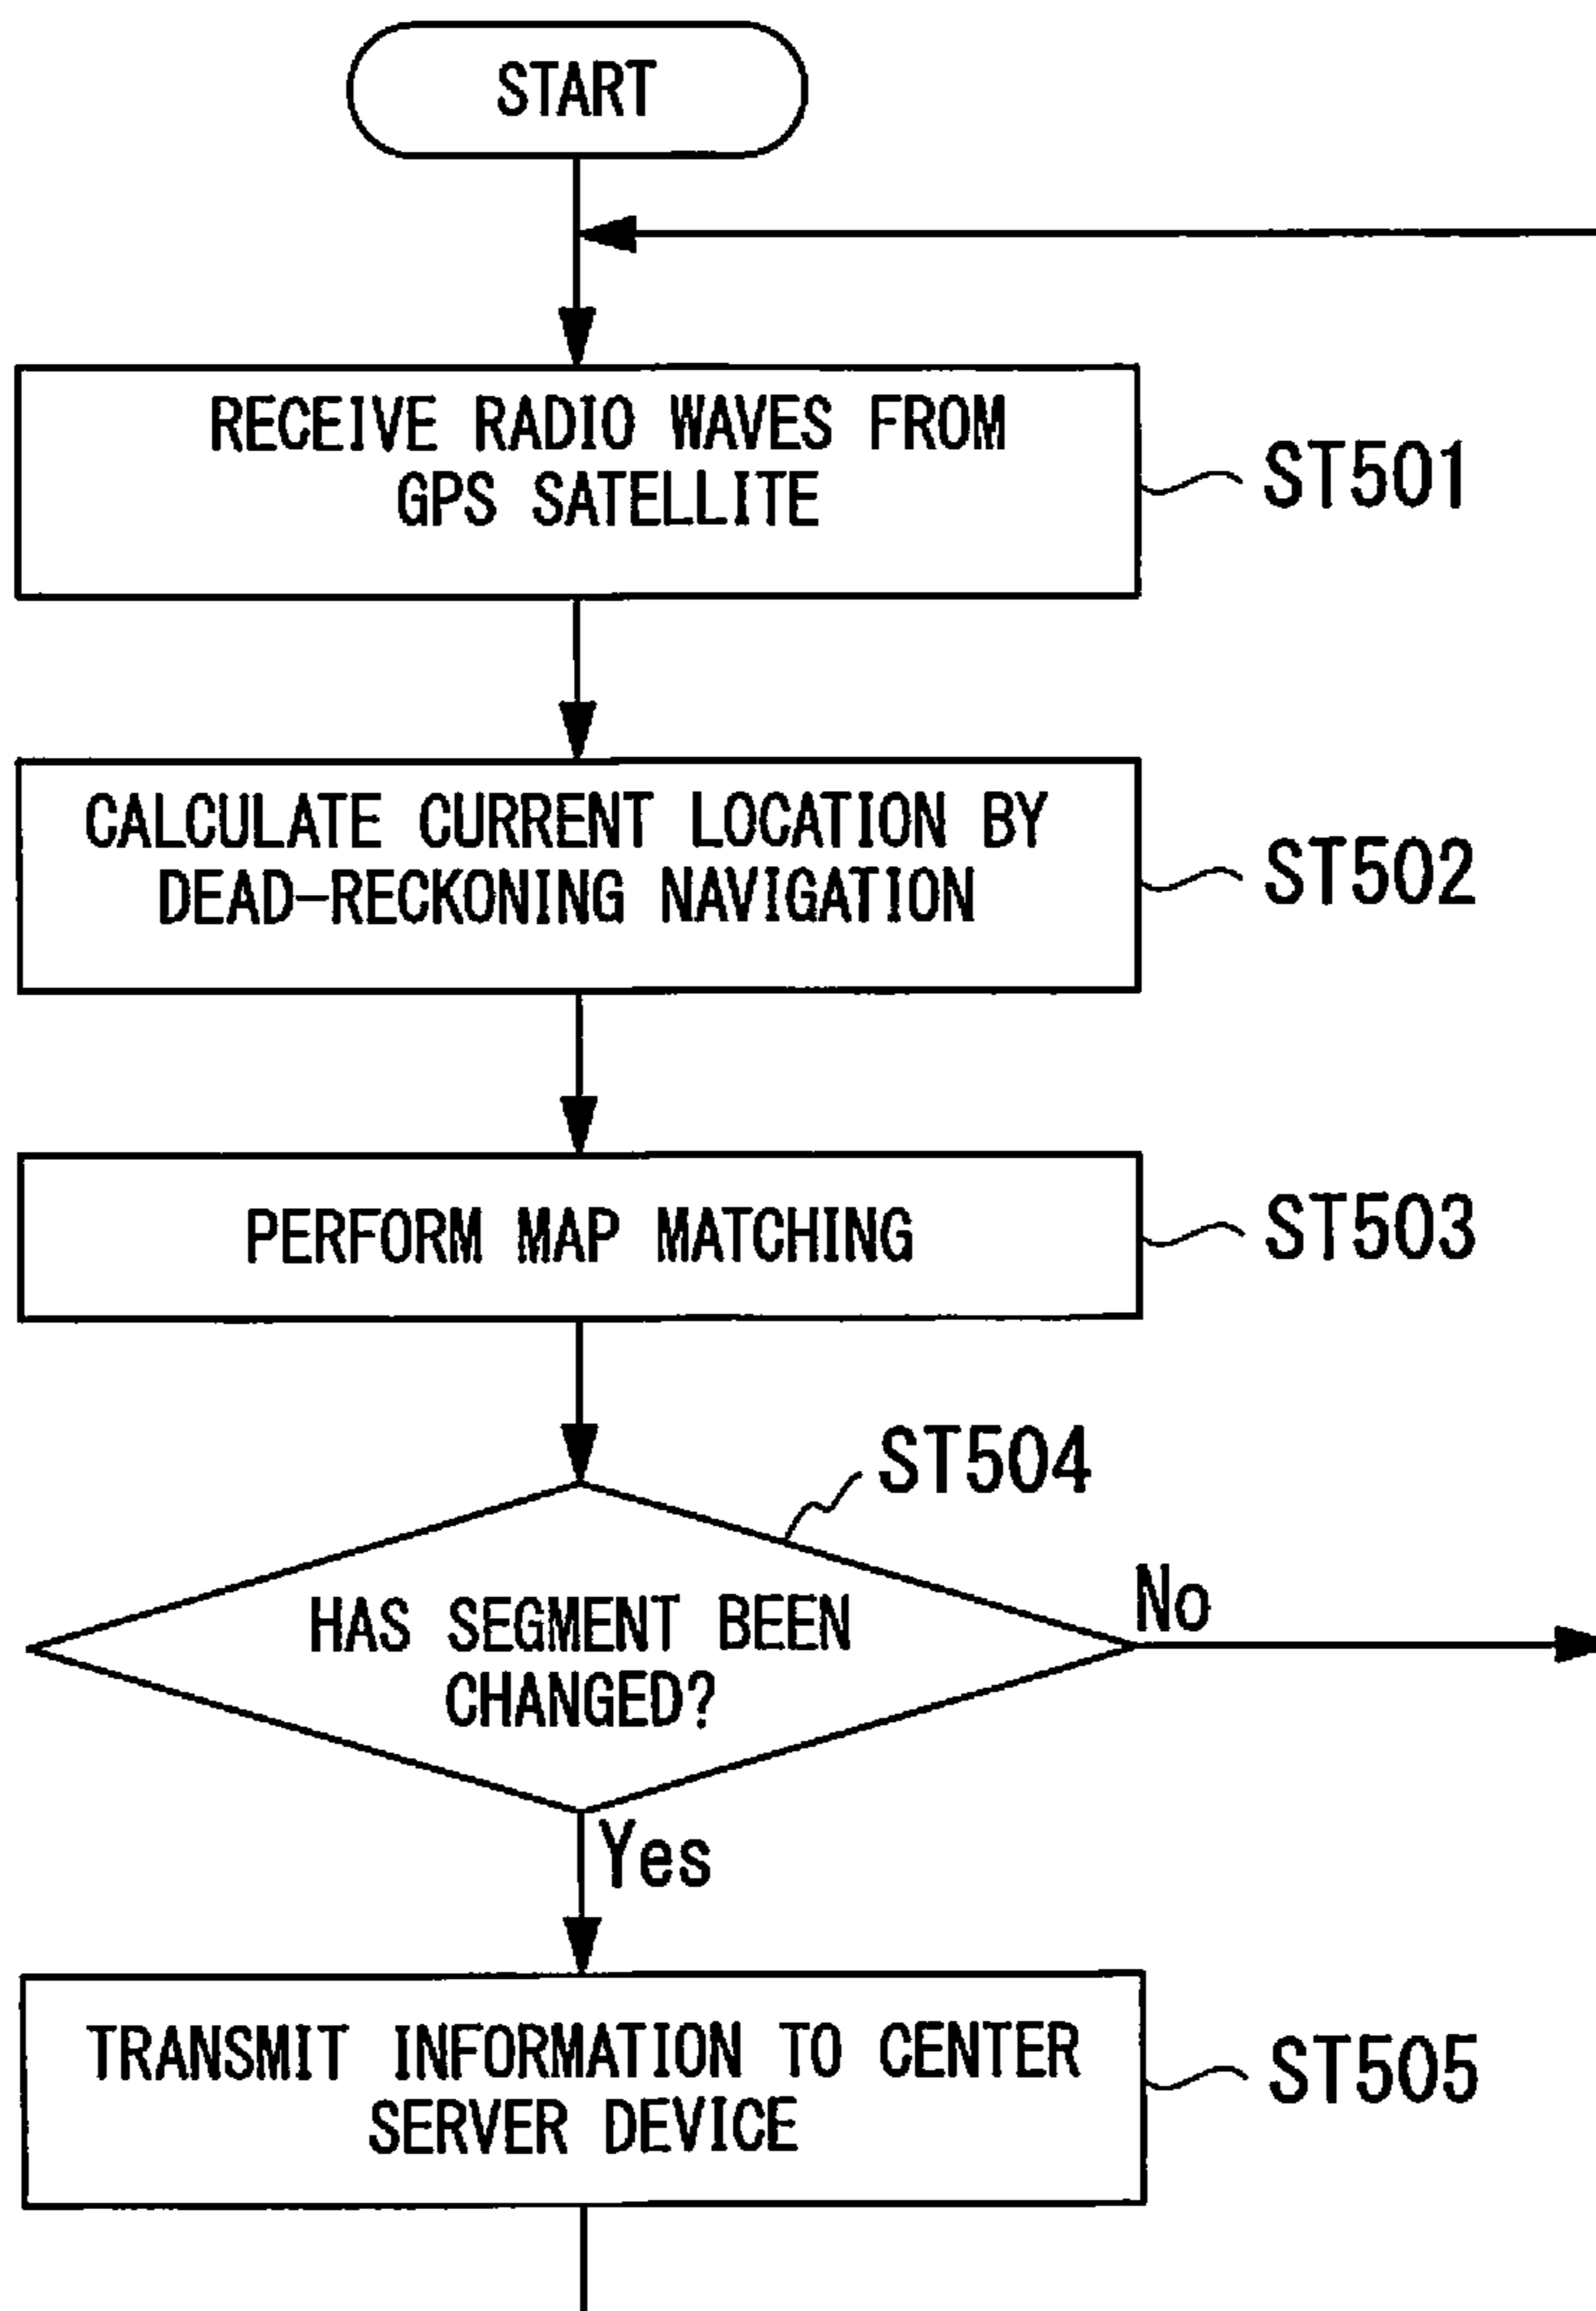 START
RECEIVE RADIO WAVES FROM
GPS SATELLITE
ST501
CALCULATE CURRENT LOCATION BY
DEAD-RECKONING NAVIGATION
ST502
PERFORM MAP MATCHING
ST503
ST504
HAS SEGMENT BEEN
CHANGED?
No
Yes
TRANSMIT INFORMATION TO CENTER
SERVER DEVICE
ST505